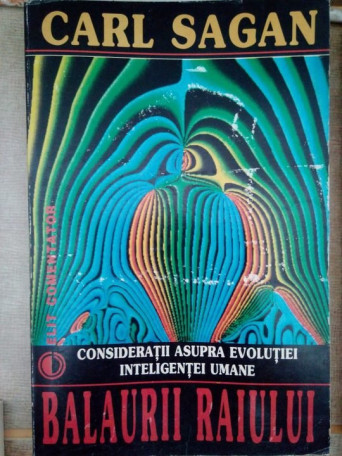 CARL SAGAN
ELIT COMENTATOR
CONSIDERAȚII ASUPRA EVOLUȚIEI
INTELIGENȚEI UMANE
BALAURII RAIULUI